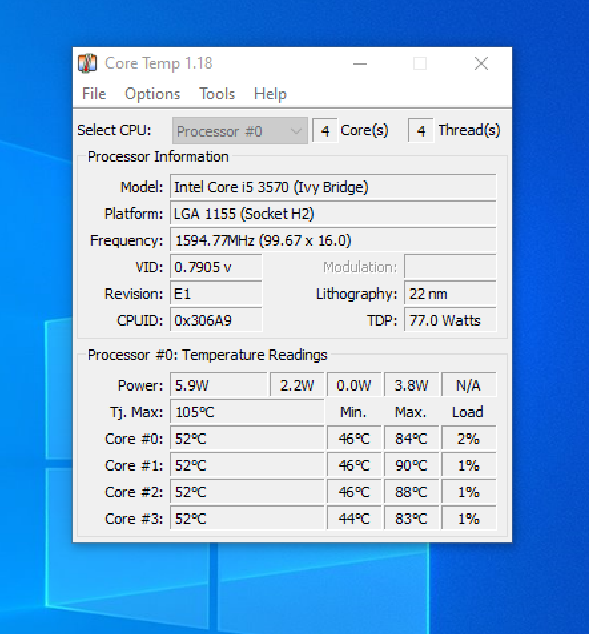 Core Temp 1.18
File Options Tools Help
Select CPU: Processor #0 4 Core(s) 4 Thread(s)
Processor Information
Model: Intel Core i5 3570 (Ivy Bridge)
Platform: LGA 1155 (Socket H2)
Frequency: 1594.77MHz (99.67 x 16.0)
VID: 0.7905 v Modulation:
Revision: E1 Lithography: 22 nm
CPUID: 0x306A9 TDP: 77.0 Watts
Processor #0: Temperature Readings
Power: 5.9W 2.2W 0.0W 3.8W N/A
Tj. Max: 105°C Min. Max. Load
Core #0: 52°C 46°C 84°C 2%
Core #1: 52°C 46°C 90°C 1%
Core #2: 52°C 46°C 88°C 1%
Core #3: 52°C 44°C 83°C 1%